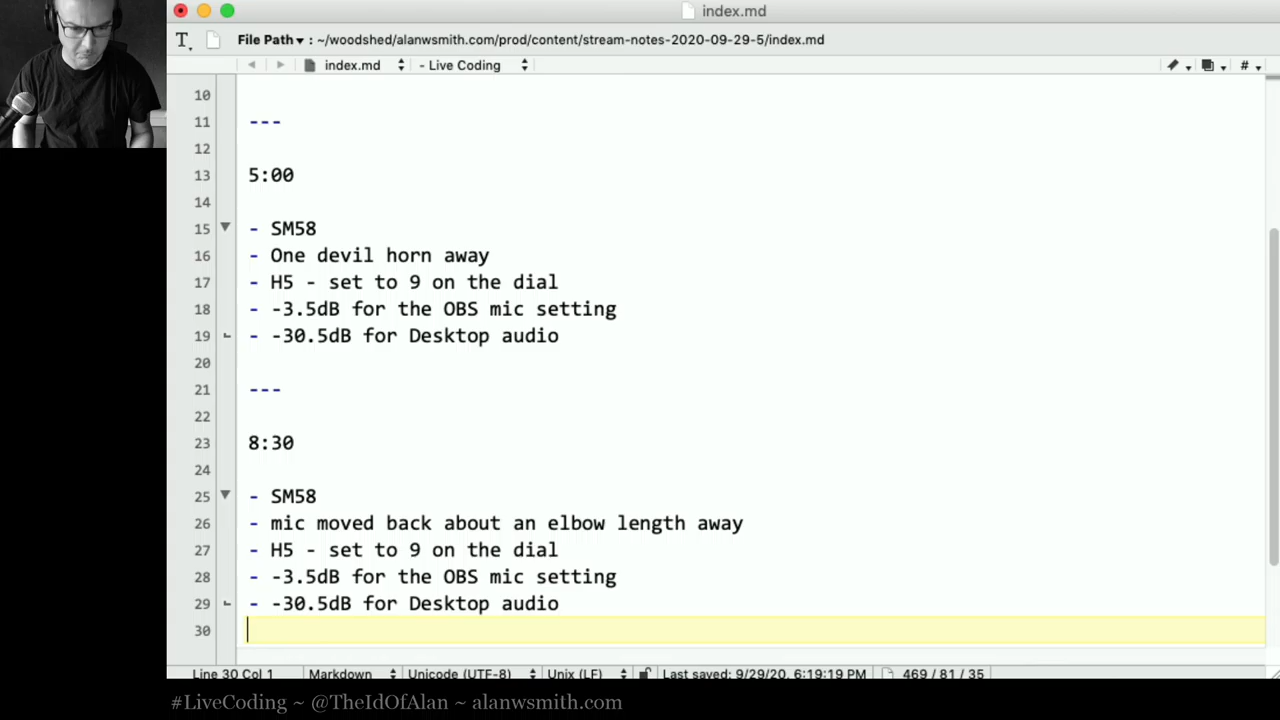 index.md
File Path : ~/woodshed/alanwsmith.com/prod/content/stream-notes-2020-09-29-5/index.md
index.md - Live Coding #
10
11 ---
12
13 5:00
14
15 - SM58
16 - One devil horn away
17 - H5 - set to 9 on the dial
18 - -3.5dB for the OBS mic setting
19 - -30.5dB for Desktop audio
20
21 ---
22
23 8:30
24
25 - SM58
26 - mic moved back about an elbow length away
27 - H5 - set to 9 on the dial
28 - -3.5dB for the OBS mic setting
29 - -30.5dB for Desktop audio
30
Line 30 Col 1 Markdown Unicode (UTF-8) Unix (LF) Last saved: 9/29/20, 6:19:19 PM 469 / 81 / 35
#LiveCoding ~ @TheIdOfAlan ~ alanwsmith.com